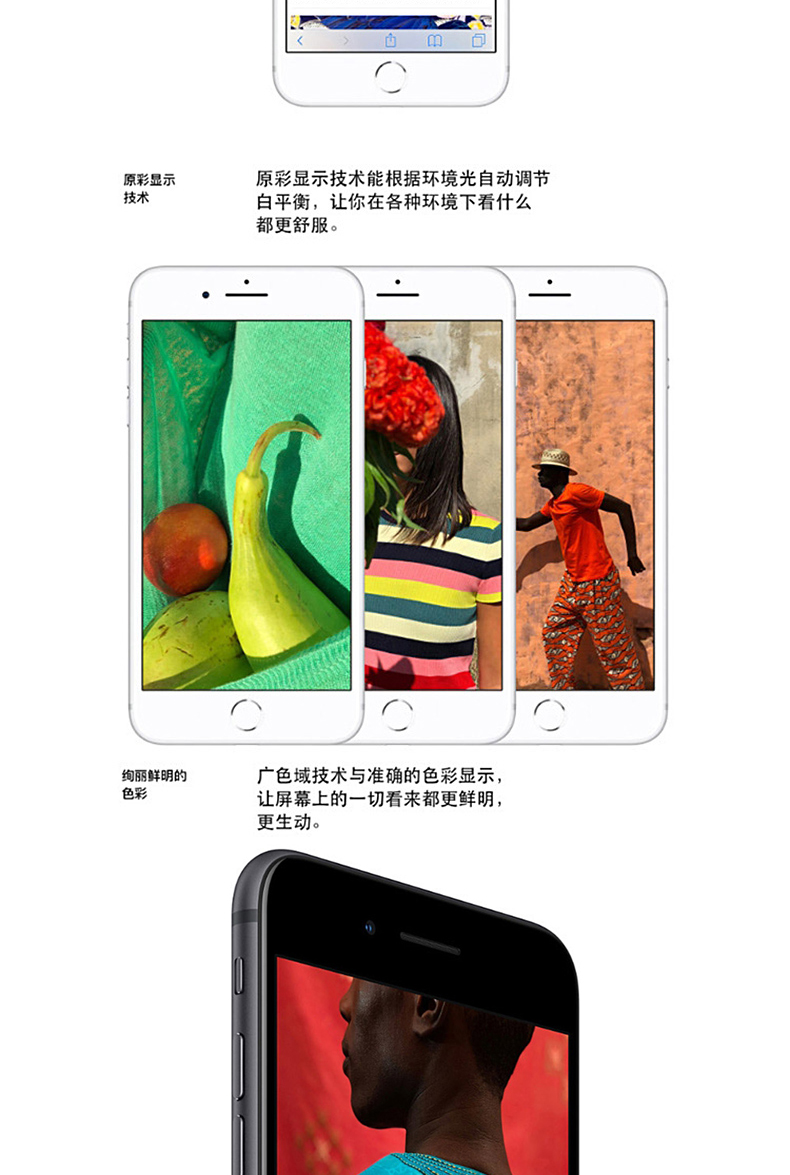 原彩显示
技术
原彩显示技术能根据环境光自动调节
白平衡，让你在各种环境下看什么
都更舒服。
绚丽鲜明的
色彩
广色域技术与准确的色彩显示，
让屏幕上的一切看来都更鲜明，
更生动。